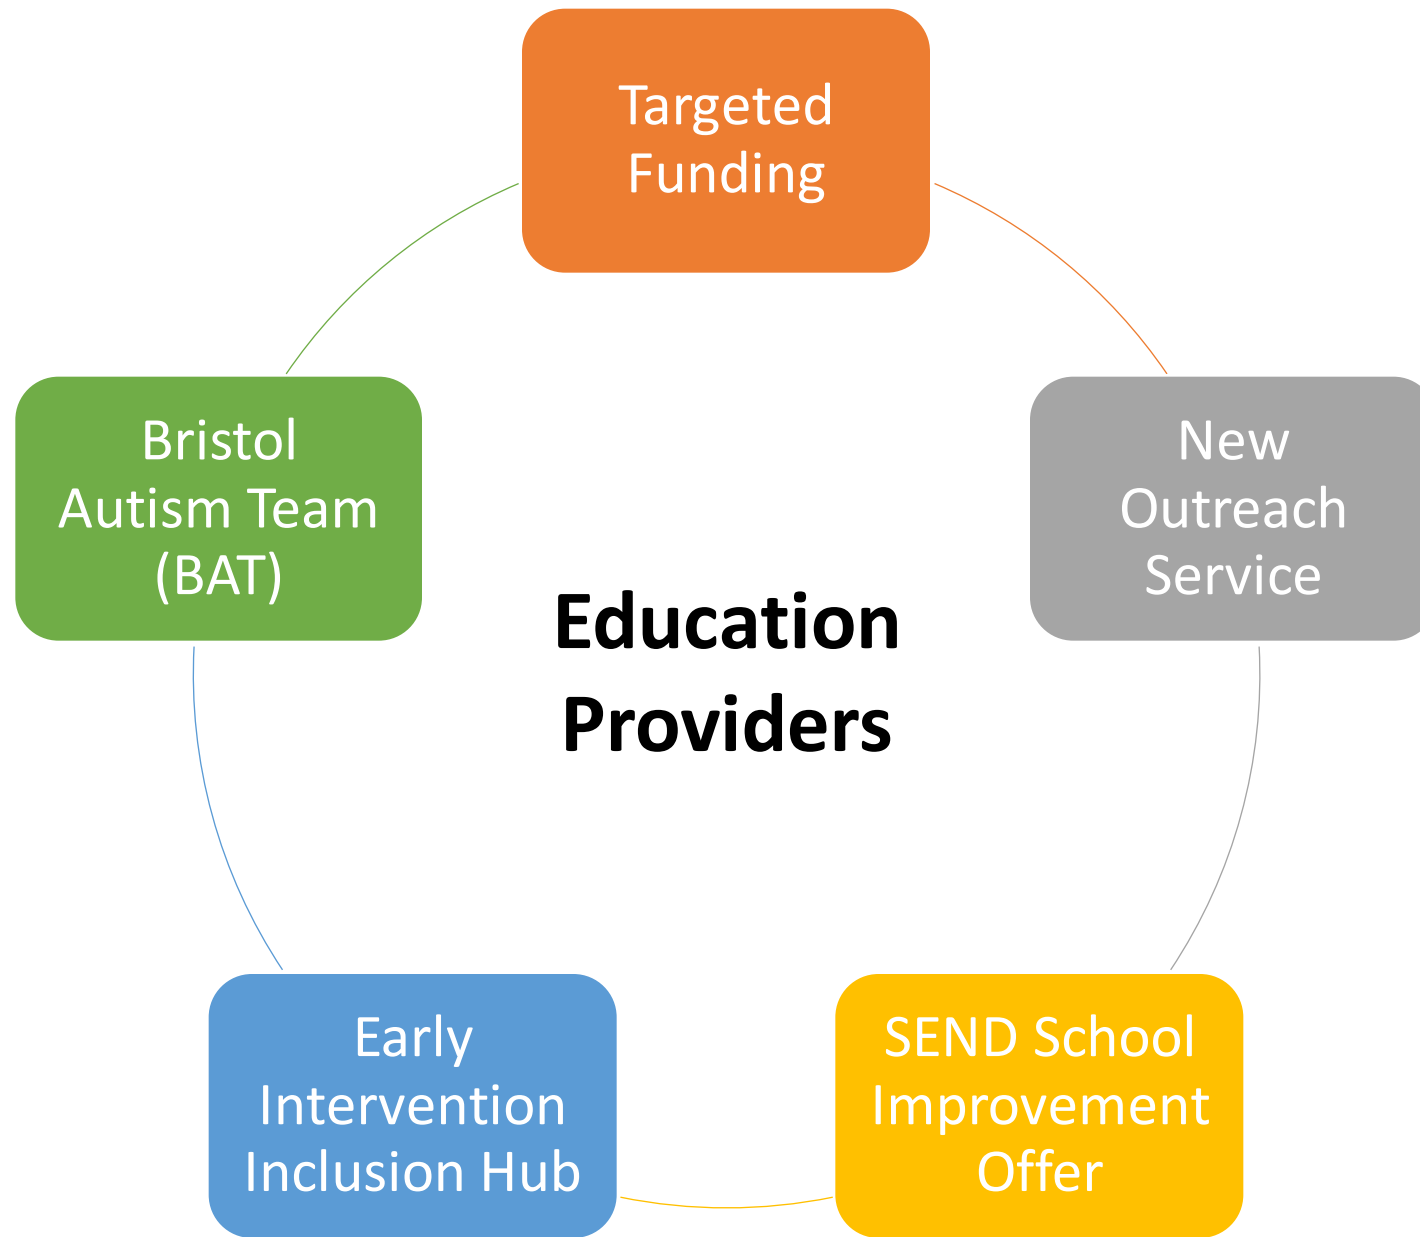 Targeted
Funding
New
Outreach
Service
SEND School
Improvement
Offer
Early
Intervention
Inclusion Hub
Bristol
Autism Team
(BAT)
Education
Providers